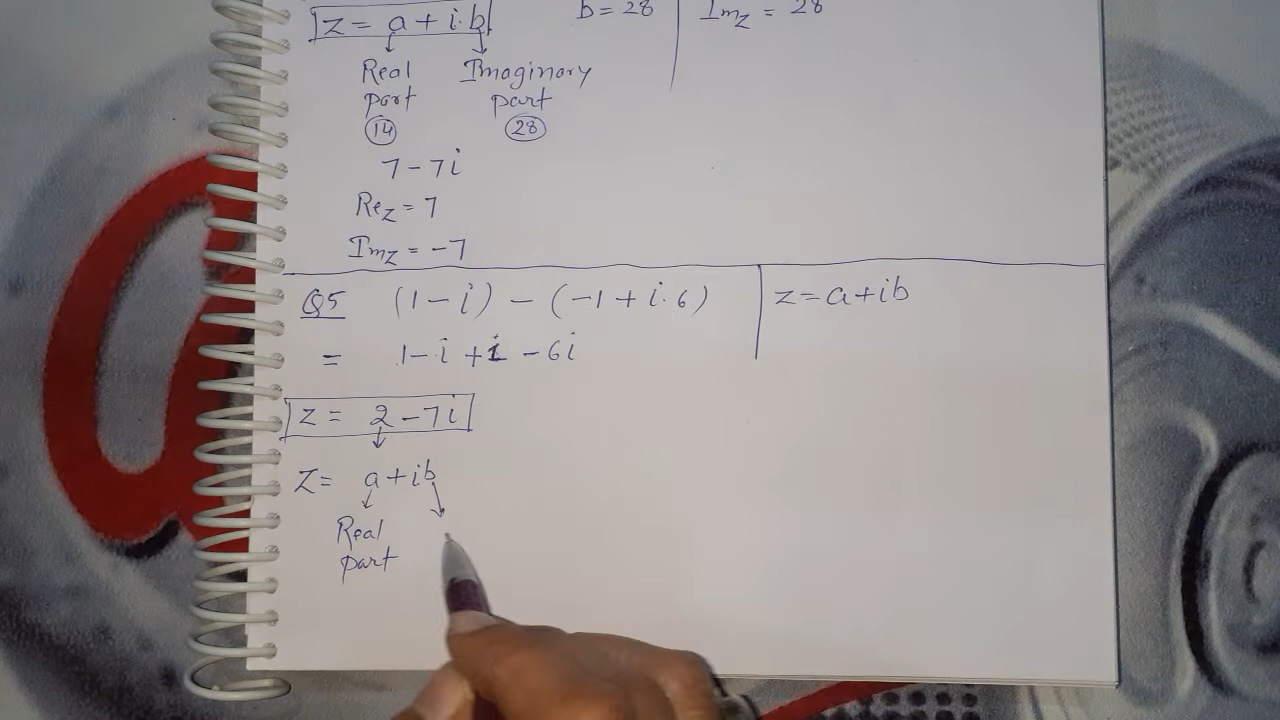 z = a + i.b
b = 28
Imz = 28
Real Imaginary
part part
14 28
7 - 7i
Rez = 7
Imz = -7
Q5 (1 - i) - (-1 + i.6)
z = a + ib
= 1 - i + 1 - 6i
z = 2 - 7i
z = a + ib
Real
part